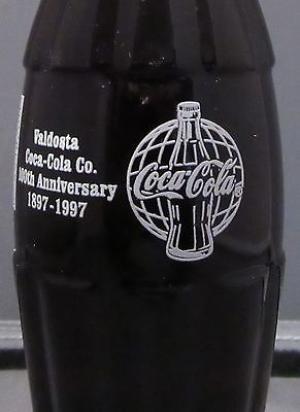 Valdosta
Coca-Cola Co.
100th Anniversary
1897-1997
Coca-Cola
®